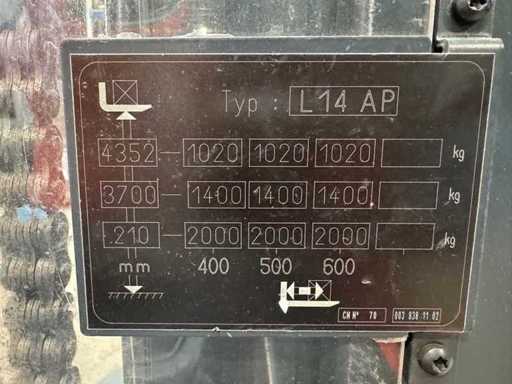 Typ : L14 AP
4352 1020 1020 1020 kg
3700 1400 1400 1400 kg
.210 2000 2000 2000 kg
mm 400 500 600
CN Nº 70 003 838 11 02